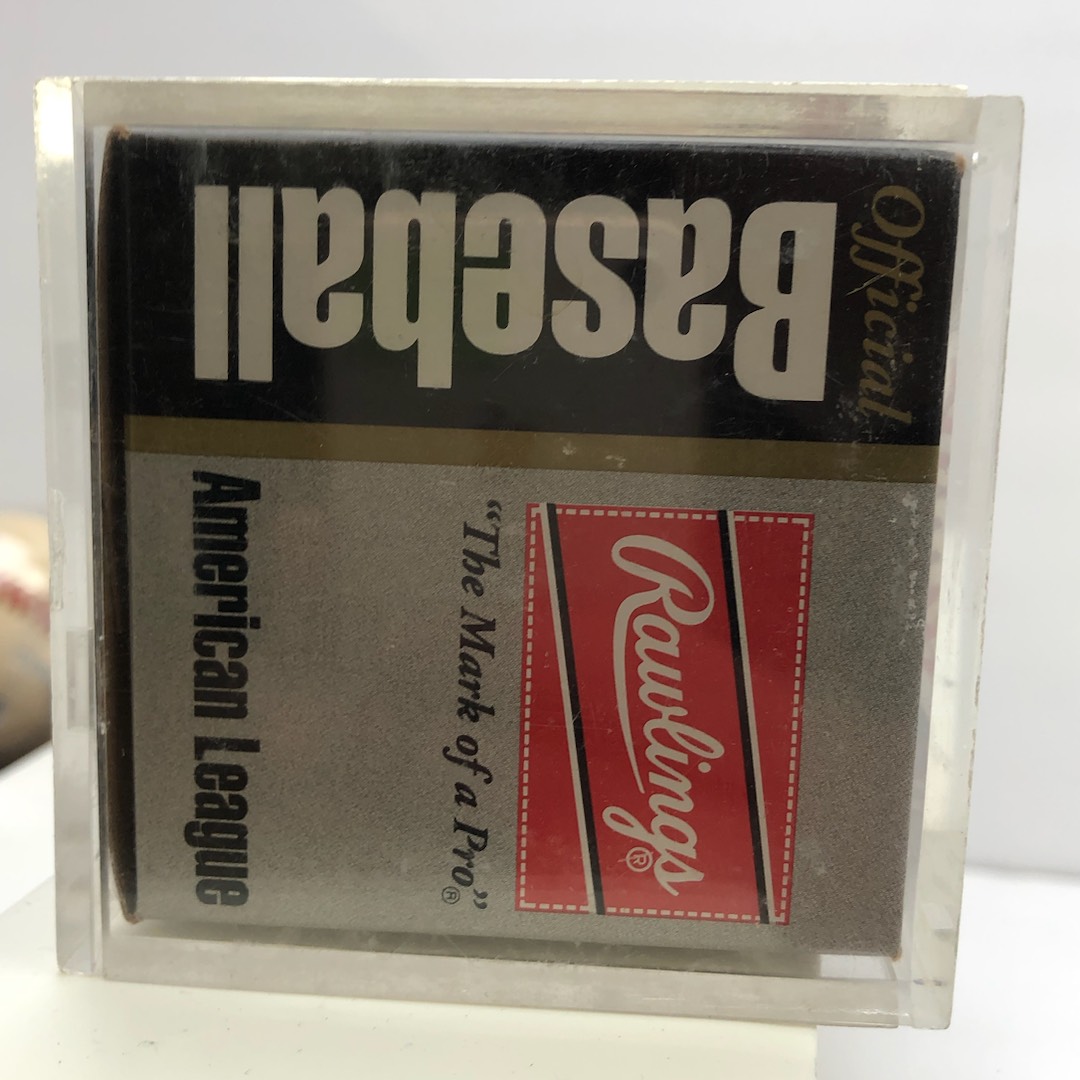 Official
Baseball
Rawlings®
"The Mark of a Pro"®
American League